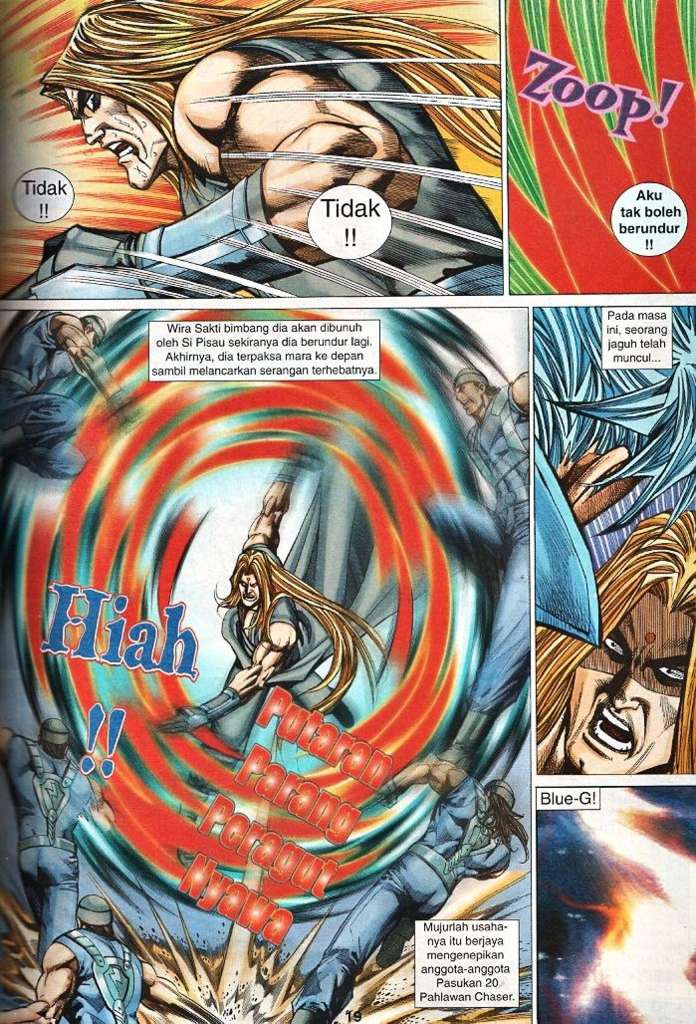 Tidak
!!
Tidak
!!
Zoop!
Aku
tak boleh
berundur
!!
Wira Sakti bimbang dia akan dibunuh
oleh Si Pisau sekiranya dia berundur lagi.
Akhirnya, dia terpaksa mara ke depan
sambil melancarkan serangan terhebatnya.
Hiah
!!
Putaran
Parang
Peragut
Nyawa
Mujurlah usaha-
nya itu berjaya
mengenepikan
anggota-anggota
Pasukan 20
Pahlawan Chaser.
Pada masa
ini, seorang
jaguh telah
muncul...
Blue-G!
19